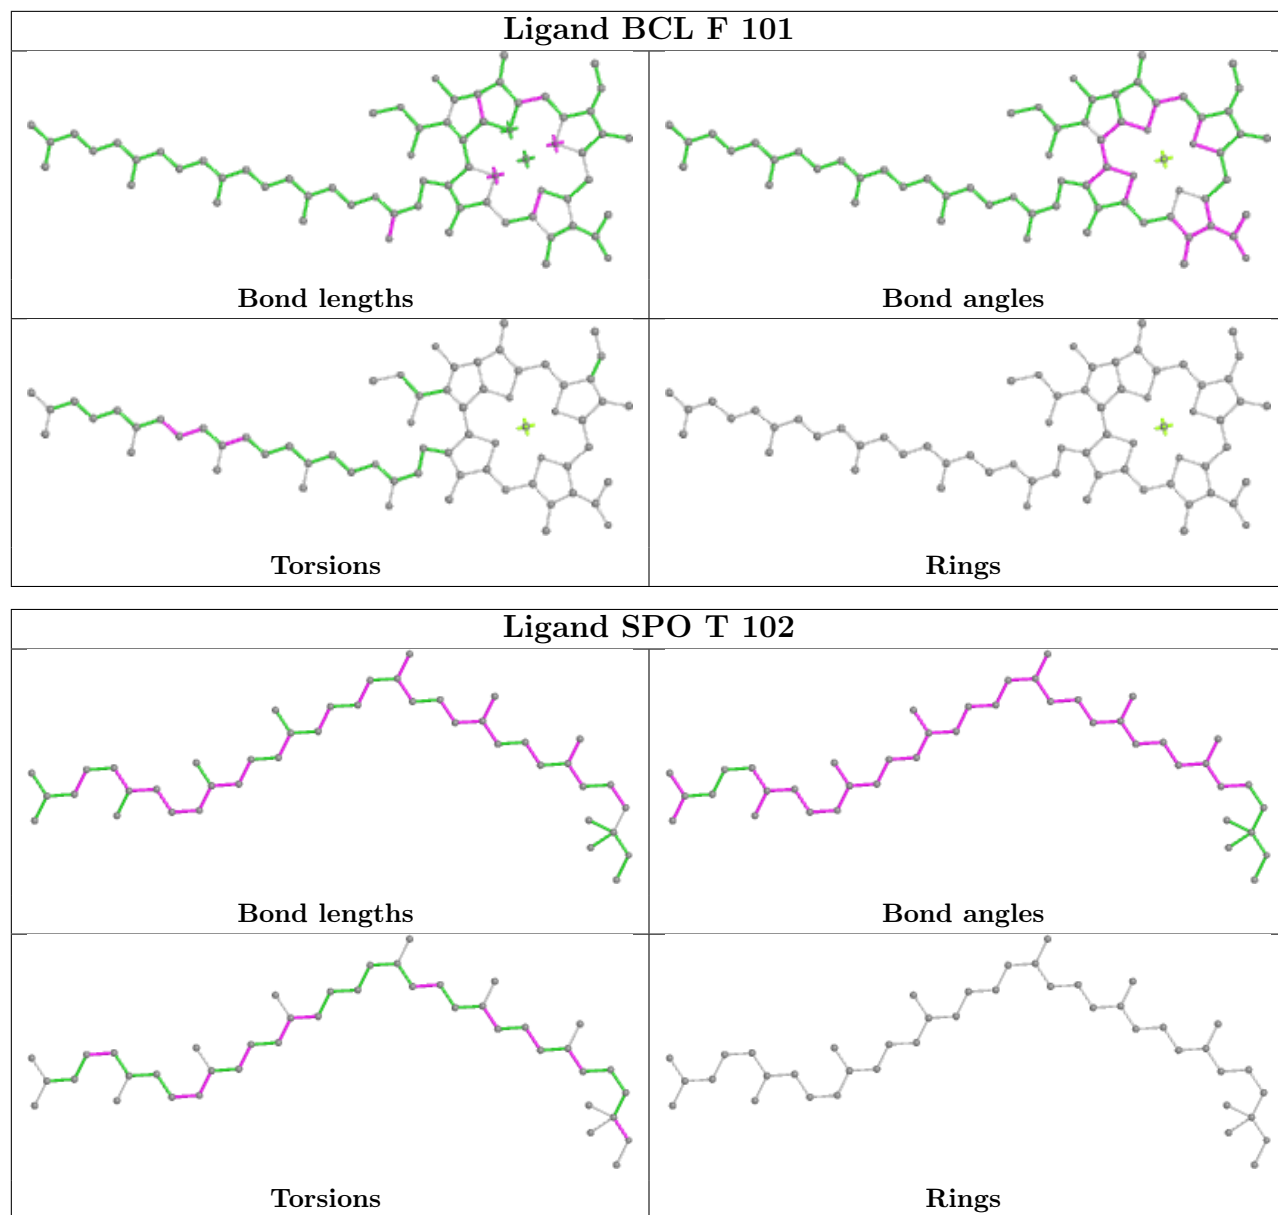 Ligand BCL F 101
Bond lengths
Bond angles
Torsions
Rings
Ligand SPO T 102
Bond lengths
Bond angles
Torsions
Rings